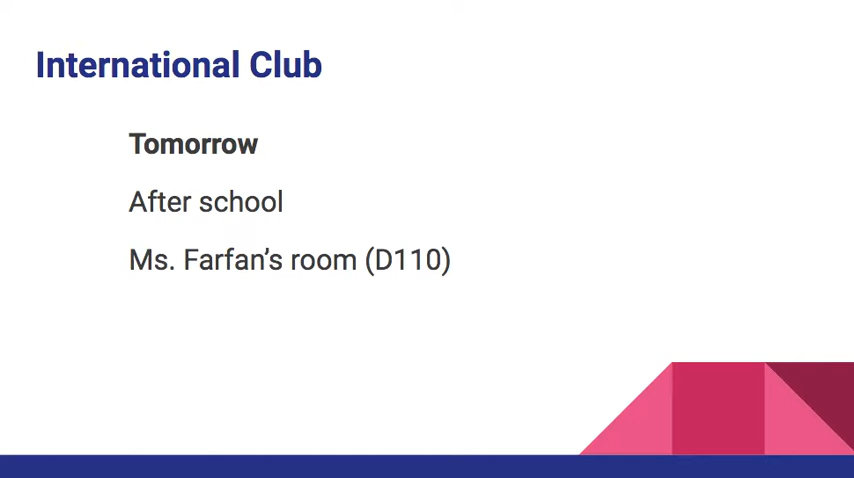 International Club
Tomorrow
After school
Ms. Farfan’s room (D110)